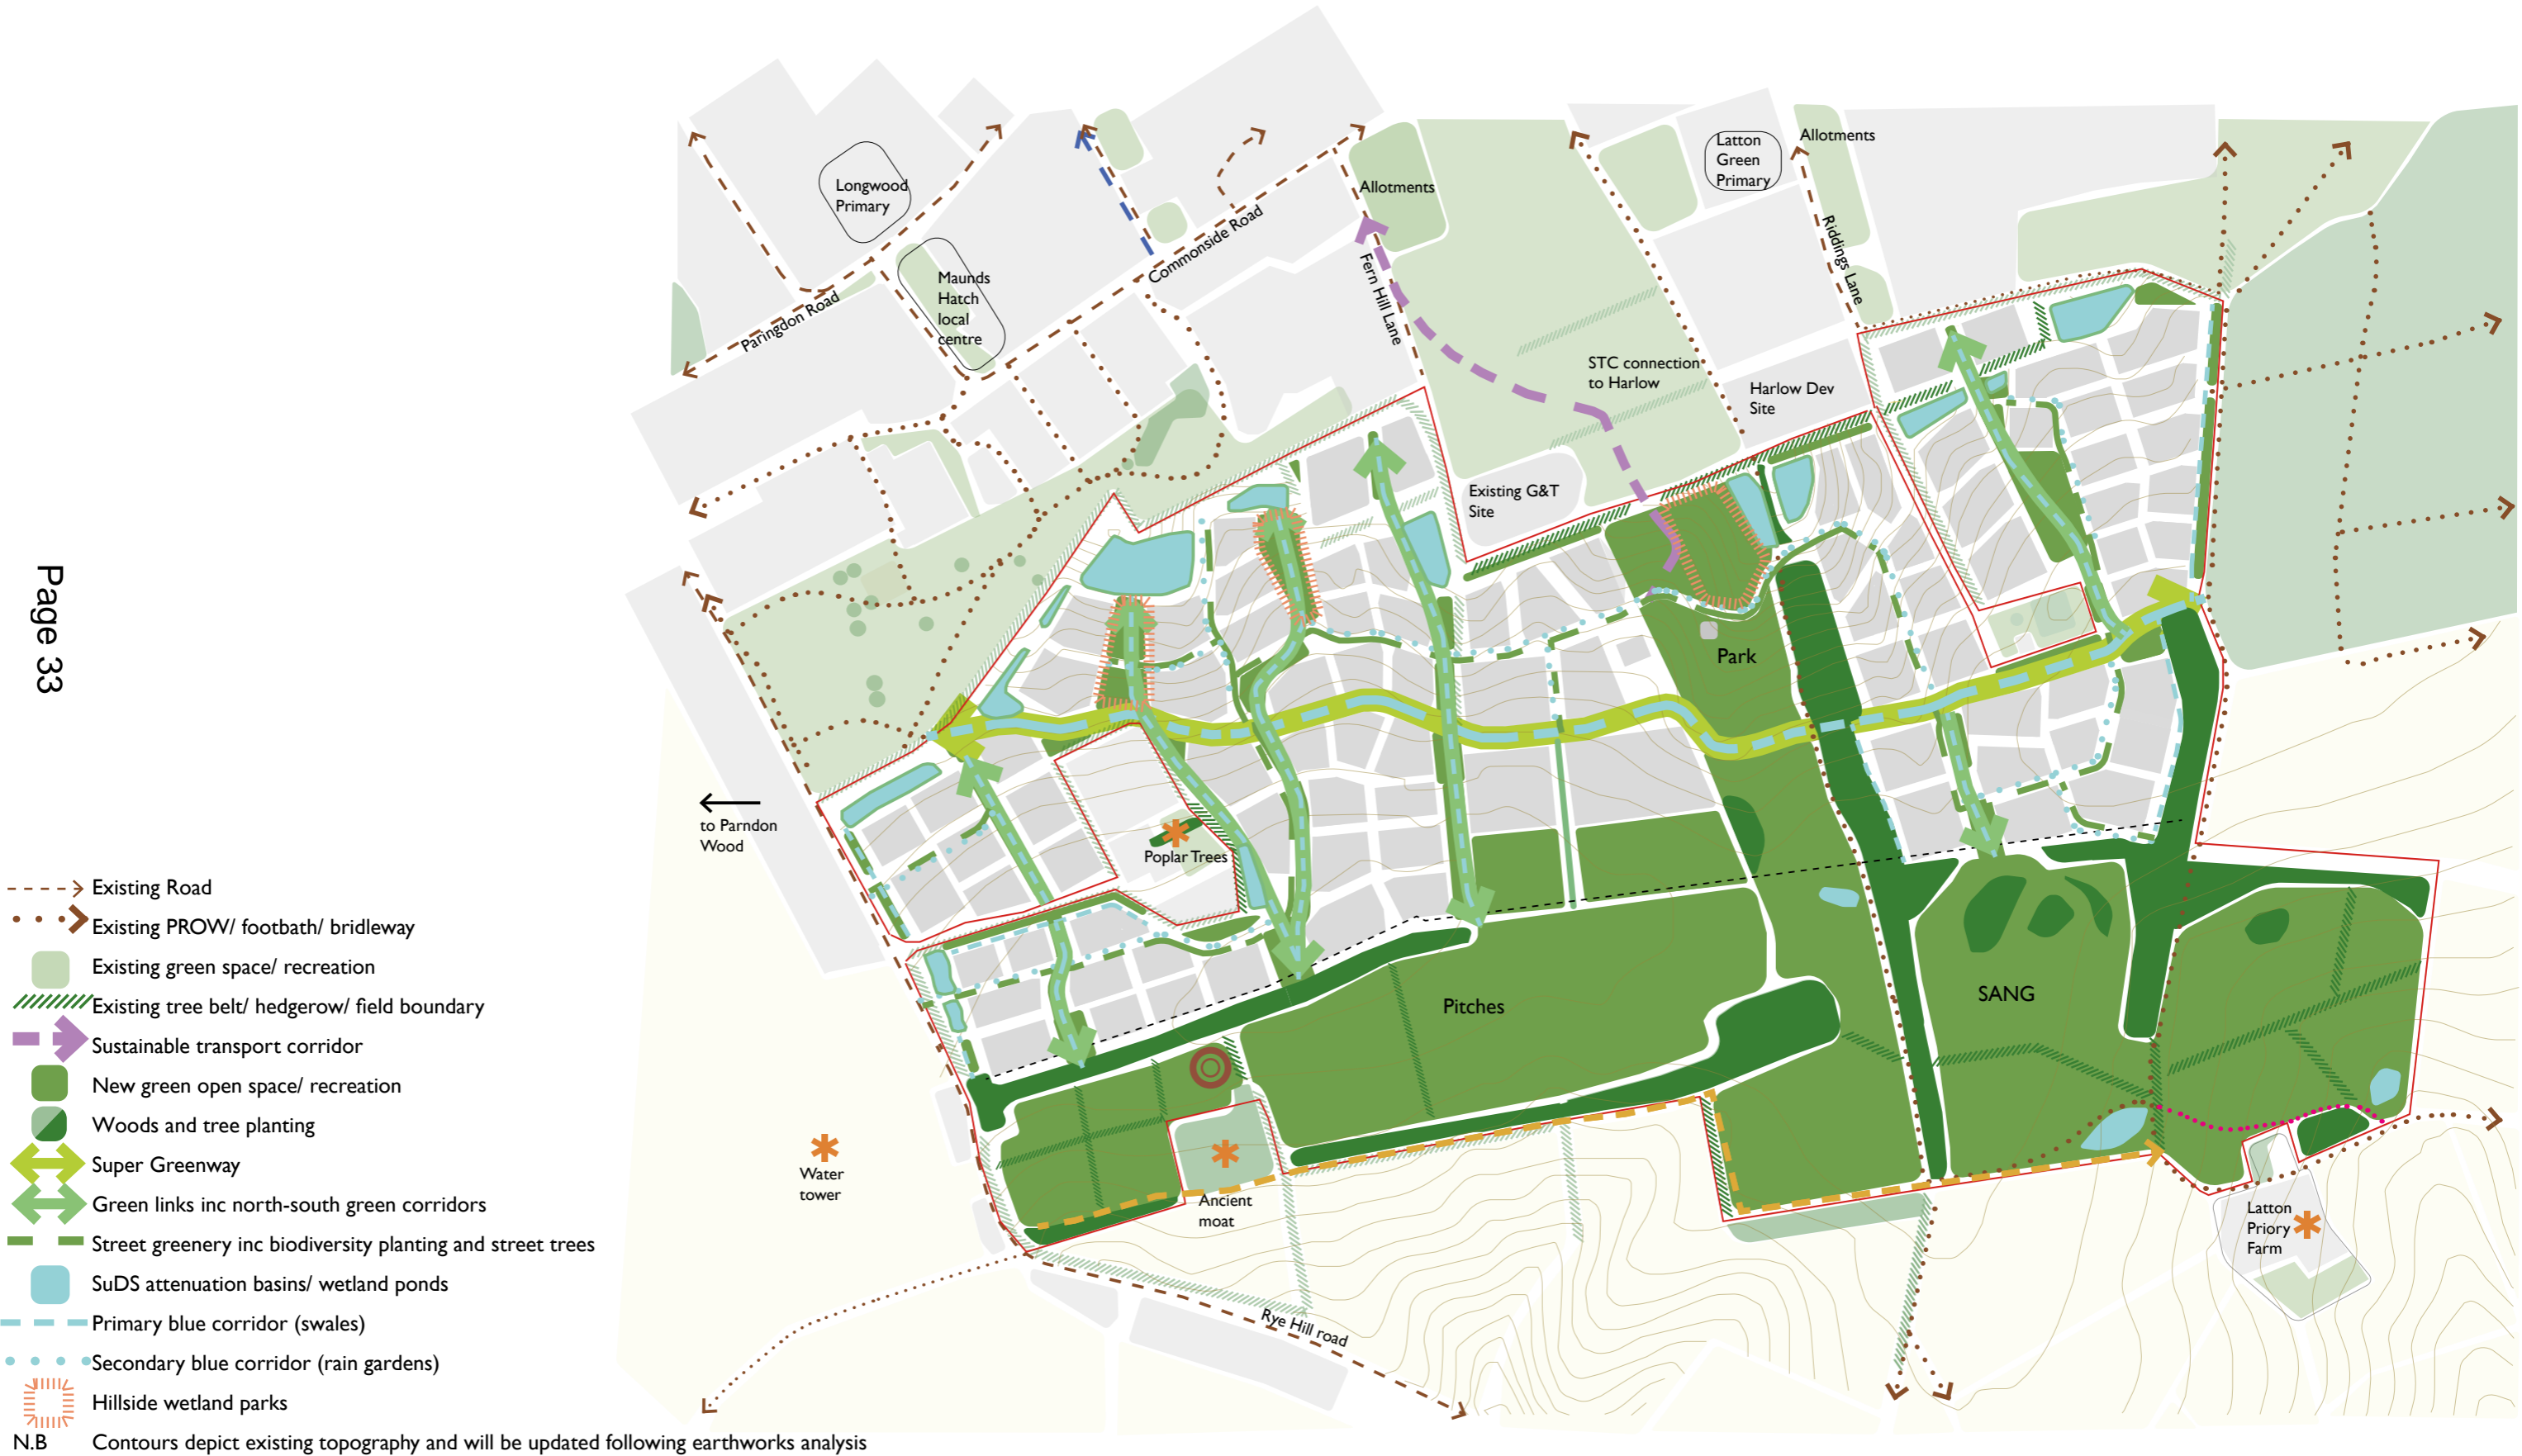 Page 33
Longwood
Primary
Maunds
Hatch
local
centre
Paringdon Road
Commonside Road
Allotments
Fern Hill Lane
Latton
Green
Primary
Allotments
Riddings Lane
STC connection
to Harlow
Harlow Dev
Site
Existing G&T
Site
Park
to Parndon
Wood
Poplar Trees
Pitches
SANG
Water
tower
Ancient
moat
Latton
Priory
Farm
Rye Hill road
Existing Road
Existing PROW/ footbath/ bridleway
Existing green space/ recreation
Existing tree belt/ hedgerow/ field boundary
Sustainable transport corridor
New green open space/ recreation
Woods and tree planting
Super Greenway
Green links inc north-south green corridors
Street greenery inc biodiversity planting and street trees
SuDS attenuation basins/ wetland ponds
Primary blue corridor (swales)
Secondary blue corridor (rain gardens)
Hillside wetland parks
N.B Contours depict existing topography and will be updated following earthworks analysis